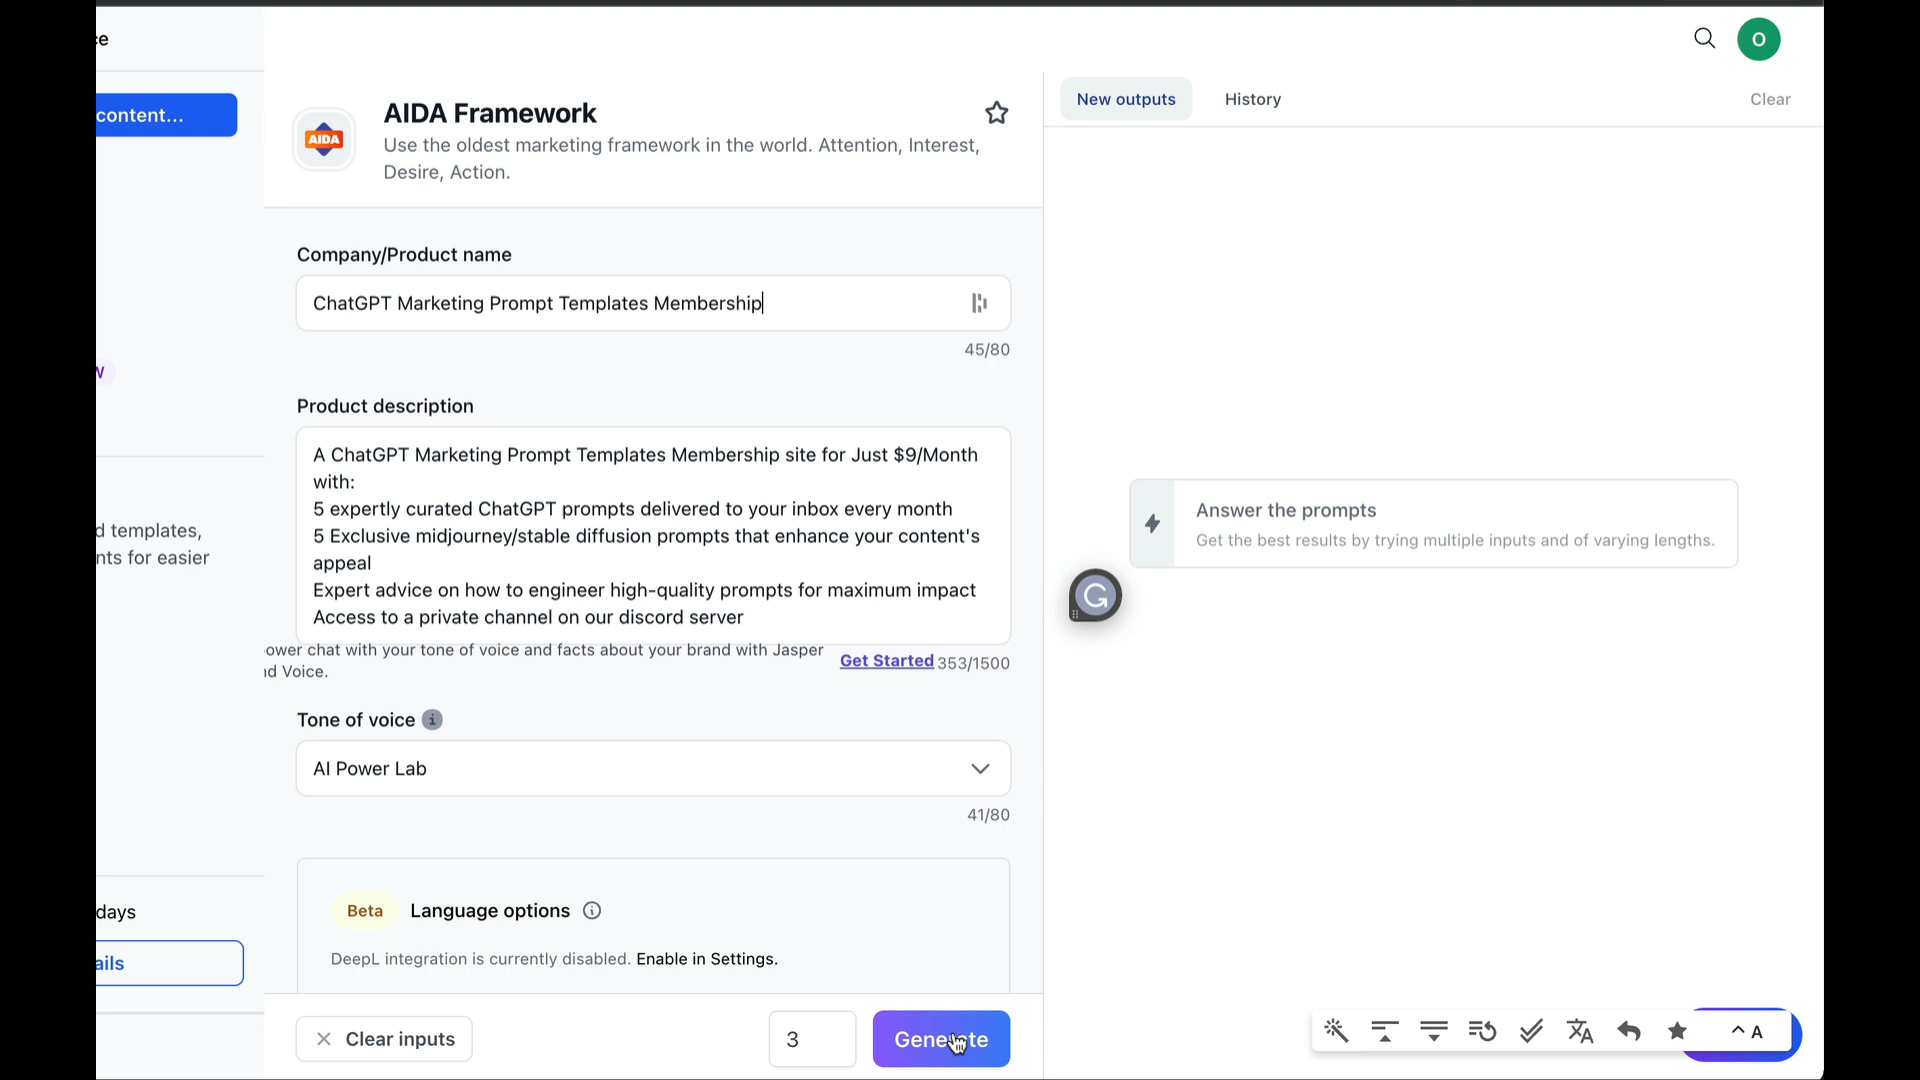 ce
O
content...
AIDA
AIDA Framework
Use the oldest marketing framework in the world. Attention, Interest,
Desire, Action.
New outputs
History
Clear
Company/Product name
ChatGPT Marketing Prompt Templates Membership
45/80
W
Product description
A ChatGPT Marketing Prompt Templates Membership site for Just $9/Month
with:
5 expertly curated ChatGPT prompts delivered to your inbox every month
5 Exclusive midjourney/stable diffusion prompts that enhance your content's
appeal
Expert advice on how to engineer high-quality prompts for maximum impact
Access to a private channel on our discord server
ower chat with your tone of voice and facts about your brand with Jasper
nd Voice.
Get Started
353/1500
d templates,
nts for easier
Answer the prompts
Get the best results by trying multiple inputs and of varying lengths.
Tone of voice
AI Power Lab
41/80
Beta
Language options
DeepL integration is currently disabled. Enable in Settings.
days
ails
Clear inputs
3
Generate
A